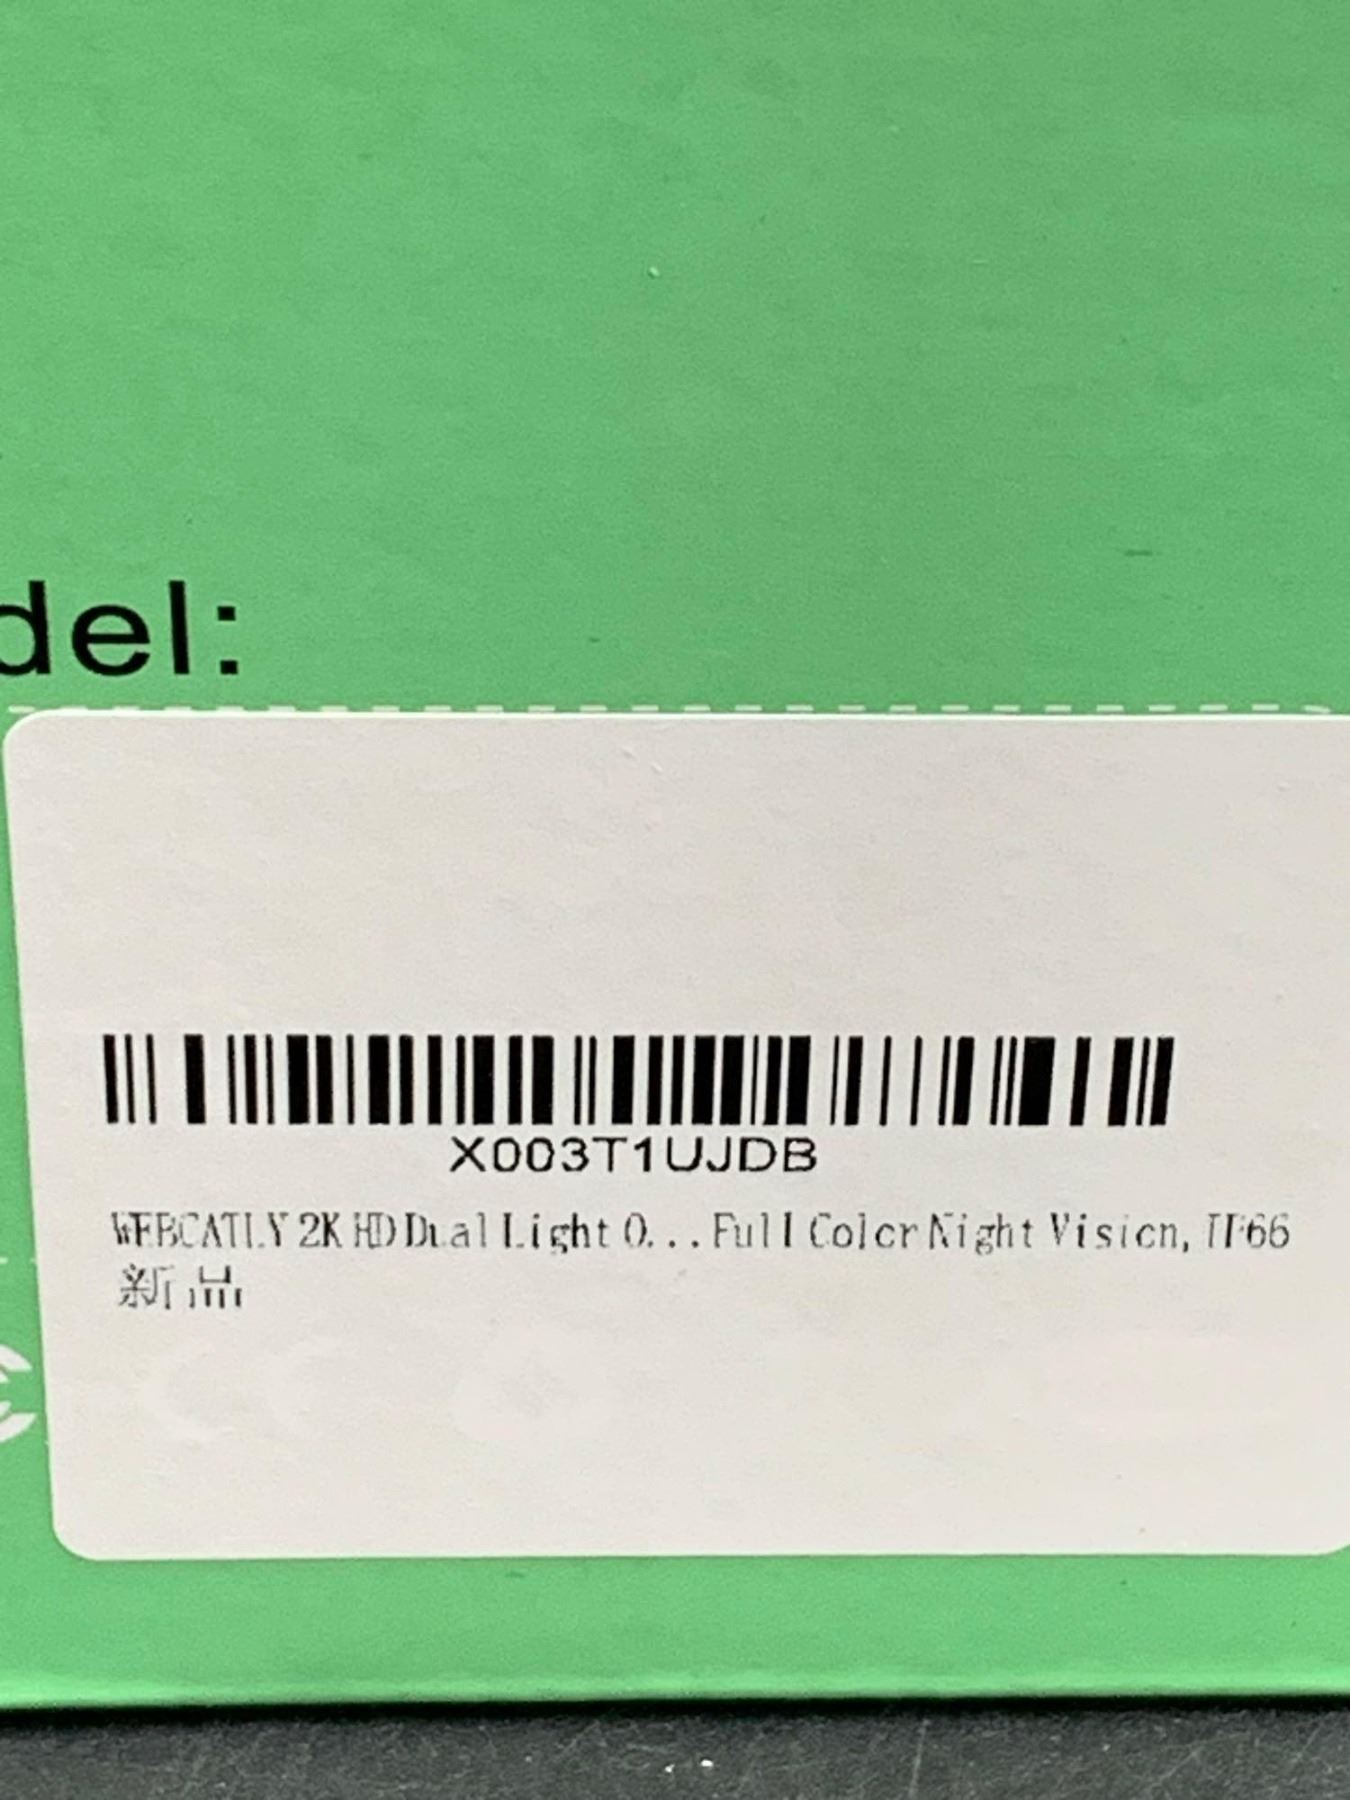 del:
X003T1UJDB
WEBCATLY 2K HD Dual Light O...Full Color Night Vision, IP66
新品